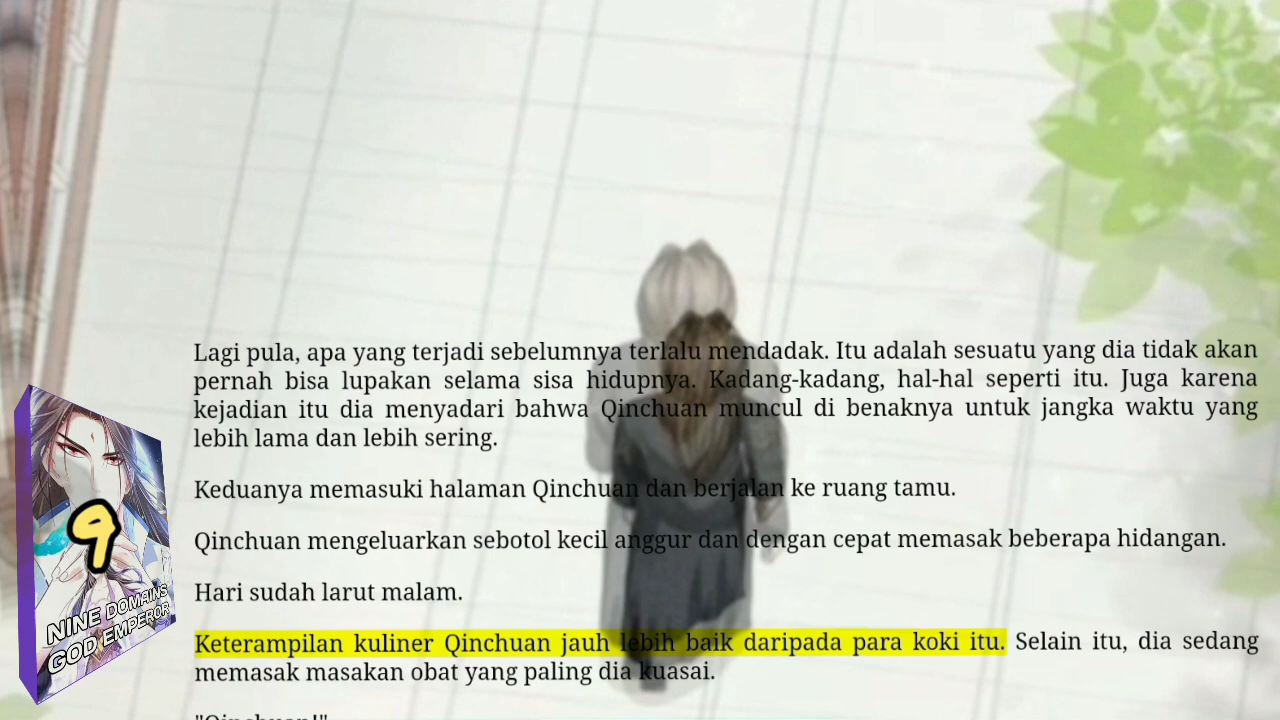 Lagi pula, apa yang terjadi sebelumnya terlalu mendadak. Itu adalah sesuatu yang dia tidak akan
pernah bisa lupakan selama sisa hidupnya. Kadang-kadang, hal-hal seperti itu. Juga karena
kejadian itu dia menyadari bahwa Qinchuan muncul di benaknya untuk jangka waktu yang
lebih lama dan lebih sering.
Keduanya memasuki halaman Qinchuan dan berjalan ke ruang tamu.
Qinchuan mengeluarkan sebotol kecil anggur dan dengan cepat memasak beberapa hidangan.
Hari sudah larut malam.
Keterampilan kuliner Qinchuan jauh lebih baik daripada para koki itu. Selain itu, dia sedang
memasak masakan obat yang paling dia kuasai.
"Qinchuan!"
9
NINE DOMAINS
GOD EMPEROR